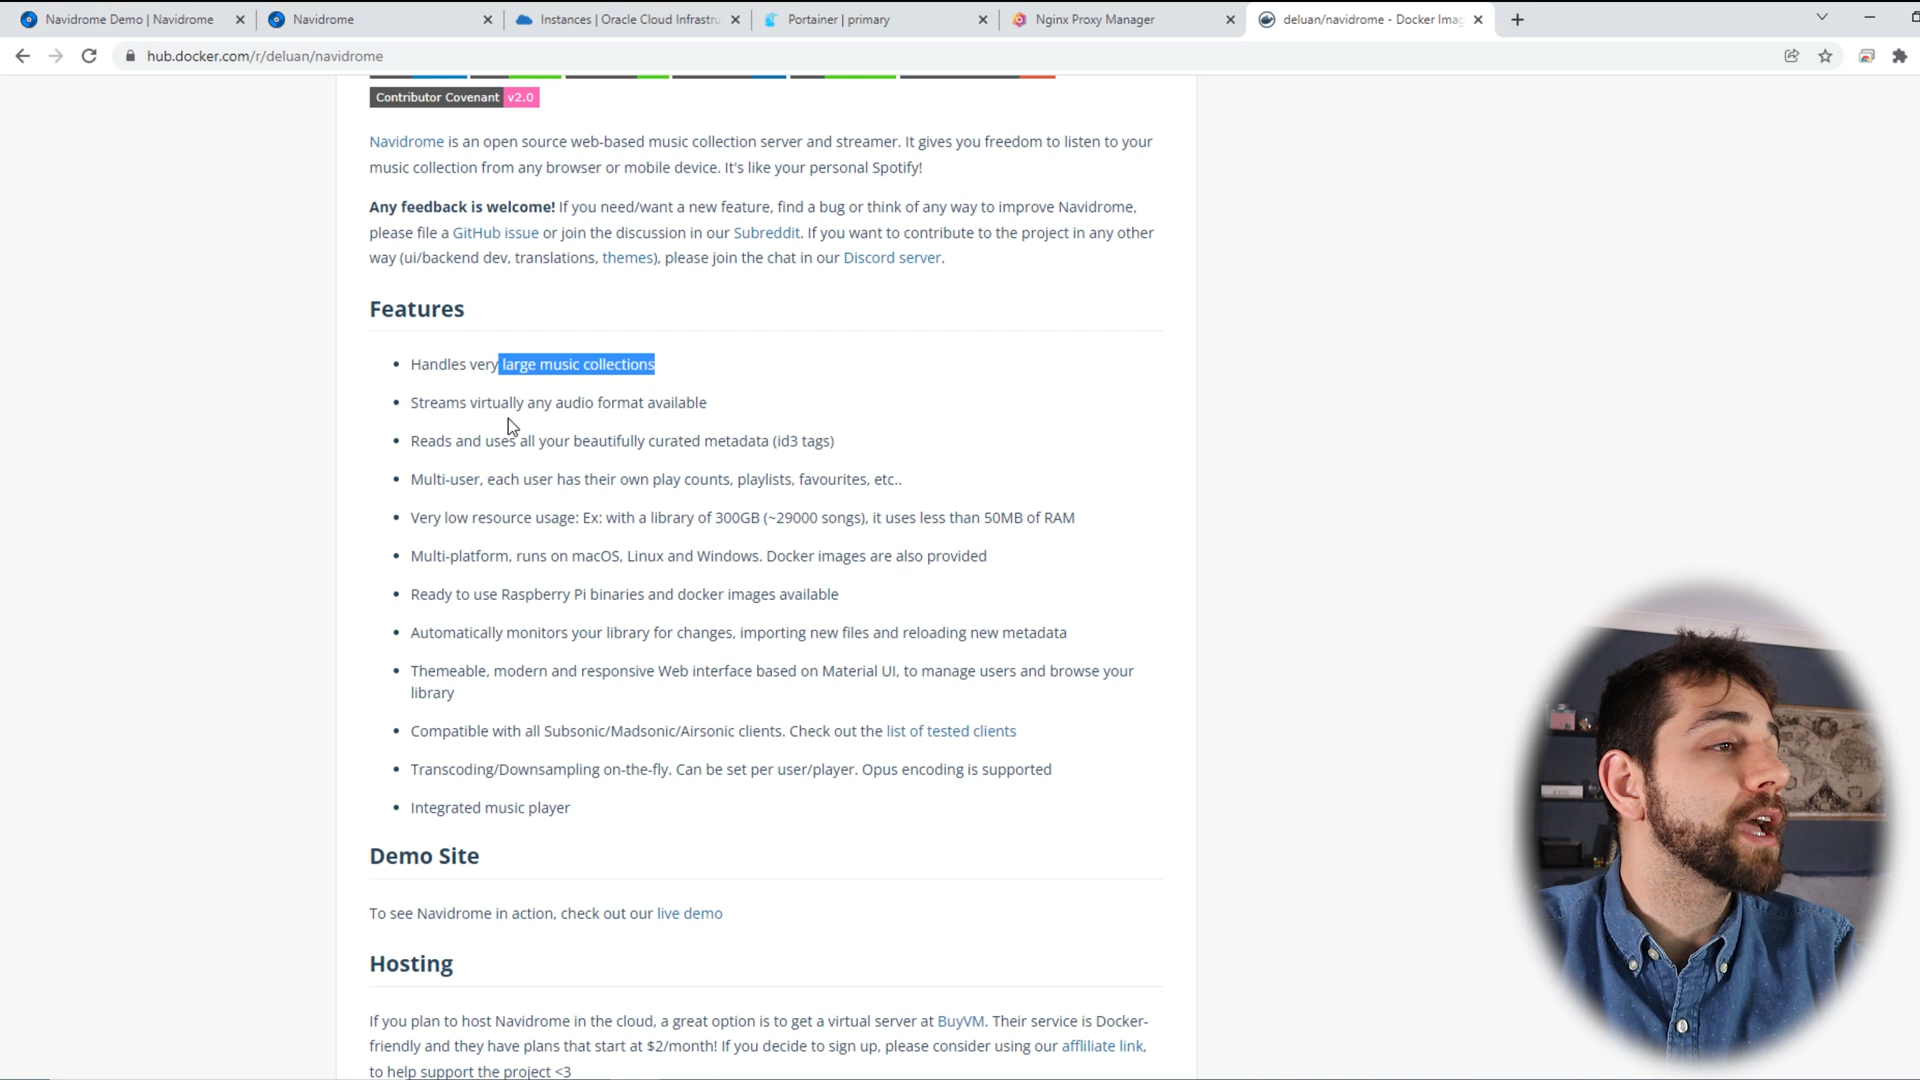 Navidrome Demo | Navidrome
Navidrome
Instances | Oracle Cloud Infrastru
Portainer | primary
Nginx Proxy Manager
deluan/navidrome - Docker Imag
hub.docker.com/r/deluan/navidrome
Contributor Covenant v2.0
Navidrome is an open source web-based music collection server and streamer. It gives you freedom to listen to your
music collection from any browser or mobile device. It's like your personal Spotify!
Any feedback is welcome! If you need/want a new feature, find a bug or think of any way to improve Navidrome,
please file a GitHub issue or join the discussion in our Subreddit. If you want to contribute to the project in any other
way (ui/backend dev, translations, themes), please join the chat in our Discord server.
Features
• Handles very large music collections
• Streams virtually any audio format available
• Reads and uses all your beautifully curated metadata (id3 tags)
• Multi-user, each user has their own play counts, playlists, favourites, etc..
• Very low resource usage: Ex: with a library of 300GB (~29000 songs), it uses less than 50MB of RAM
• Multi-platform, runs on macOS, Linux and Windows. Docker images are also provided
• Ready to use Raspberry Pi binaries and docker images available
• Automatically monitors your library for changes, importing new files and reloading new metadata
• Themeable, modern and responsive Web interface based on Material UI, to manage users and browse your
library
• Compatible with all Subsonic/Madsonic/Airsonic clients. Check out the list of tested clients
• Transcoding/Downsampling on-the-fly. Can be set per user/player. Opus encoding is supported
• Integrated music player
Demo Site
To see Navidrome in action, check out our live demo
Hosting
If you plan to host Navidrome in the cloud, a great option is to get a virtual server at BuyVM. Their service is Docker-
friendly and they have plans that start at $2/month! If you decide to sign up, please consider using our affliliate link,
to help support the project <3